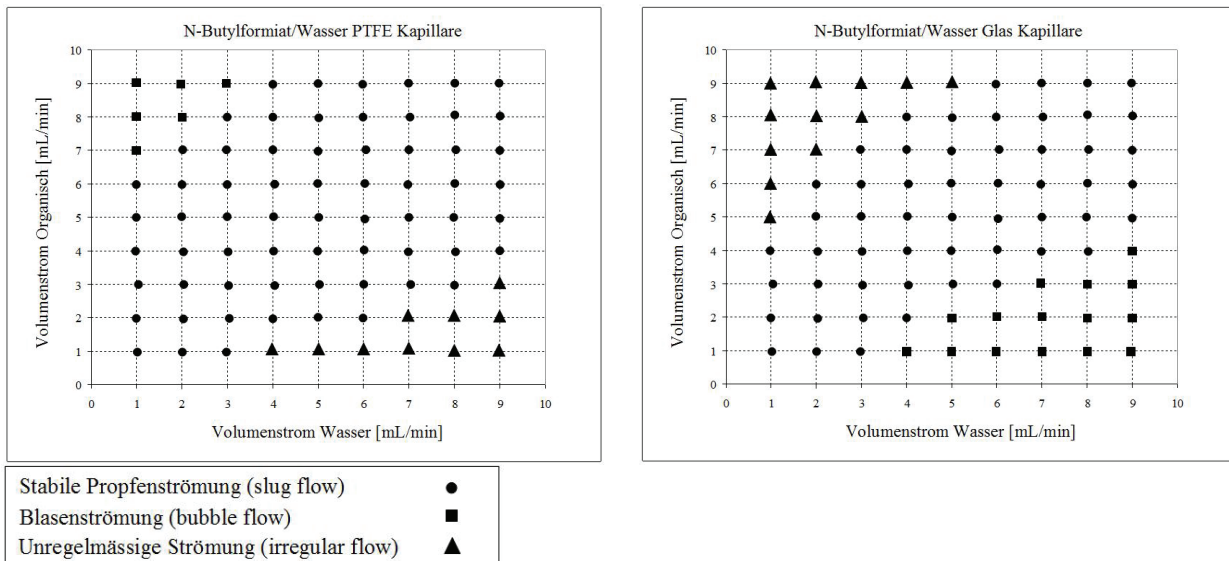 N-Butylformiat/Wasser PTFE Kapillare
10
9
8
7
6
5
4
3
2
1
0
0 1 2 3 4 5 6 7 8 9 10
Volumenstrom Organisch [mL/min]
Volumenstrom Wasser [mL/min]
N-Butylformiat/Wasser Glas Kapillare
10
9
8
7
6
5
4
3
2
1
0
0 1 2 3 4 5 6 7 8 9 10
Volumenstrom Organisch [mL/min]
Volumenstrom Wasser [mL/min]
Stabile Propfenströmung (slug flow)
Blasenströmung (bubble flow)
Unregelmässige Strömung (irregular flow)